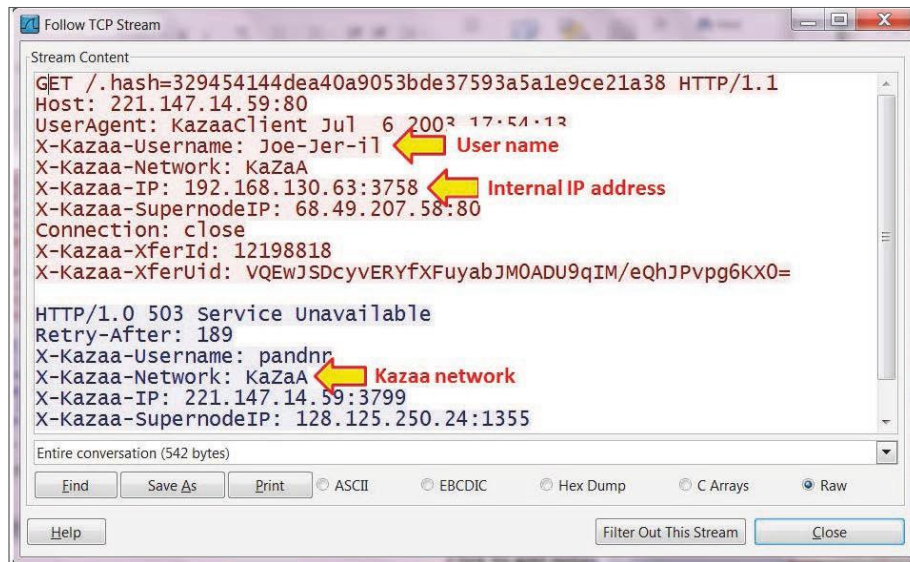 Follow TCP Stream
Stream Content
GET /.hash=329454144dea40a9053bde37593a5a1e9ce21a38 HTTP/1.1
Host: 221.147.14.59:80
UserAgent: KazaaClient Jul 6 2003 17:54:13
X-Kazaa-Username: Joe-Jer-il User name
X-Kazaa-Network: KaZaA
X-Kazaa-IP: 192.168.130.63:3758 Internal IP address
X-Kazaa-SupernodeIP: 68.49.207.58:80
Connection: close
X-Kazaa-XferId: 12198818
X-Kazaa-XferUid: VQEwJSDcyvERYfXFuyabJM0ADU9qIM/eQhJPvpg6KX0=
HTTP/1.0 503 Service Unavailable
Retry-After: 189
X-Kazaa-Username: pandnr
X-Kazaa-Network: KaZaA Kazaa network
X-Kazaa-IP: 221.147.14.59:3799
X-Kazaa-SupernodeIP: 128.125.250.24:1355
Entire conversation (542 bytes)
Find Save As Print ASCII EBCDIC Hex Dump C Arrays Raw
Help Filter Out This Stream Close